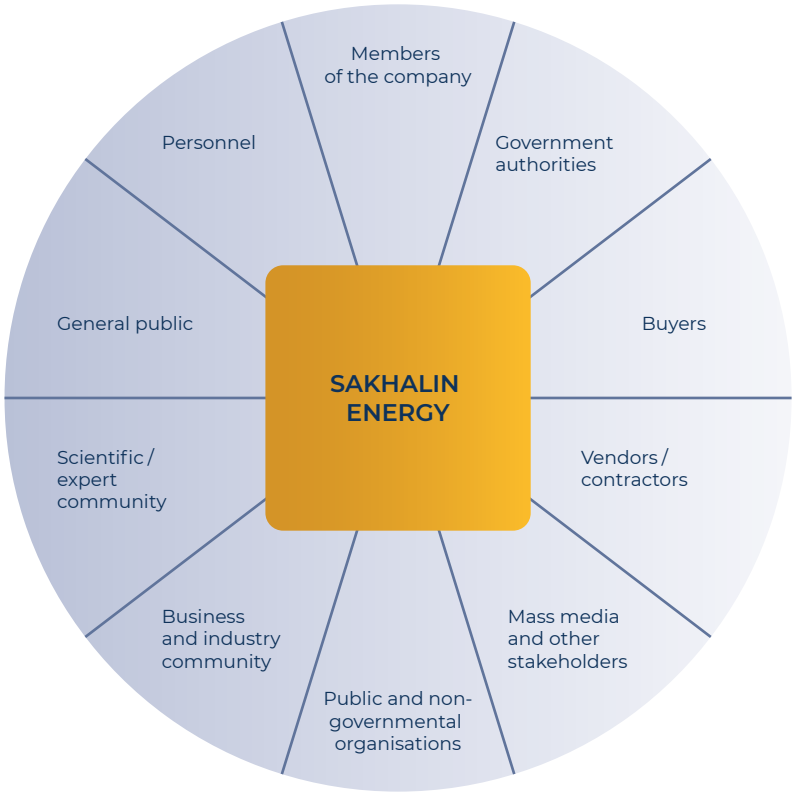 Members
of the company
Government
authorities
Buyers
Vendors /
contractors
Mass media
and other
stakeholders
Public and non-
governmental
organisations
Business
and industry
community
Scientific /
expert
community
General public
Personnel
SAKHALIN
ENERGY